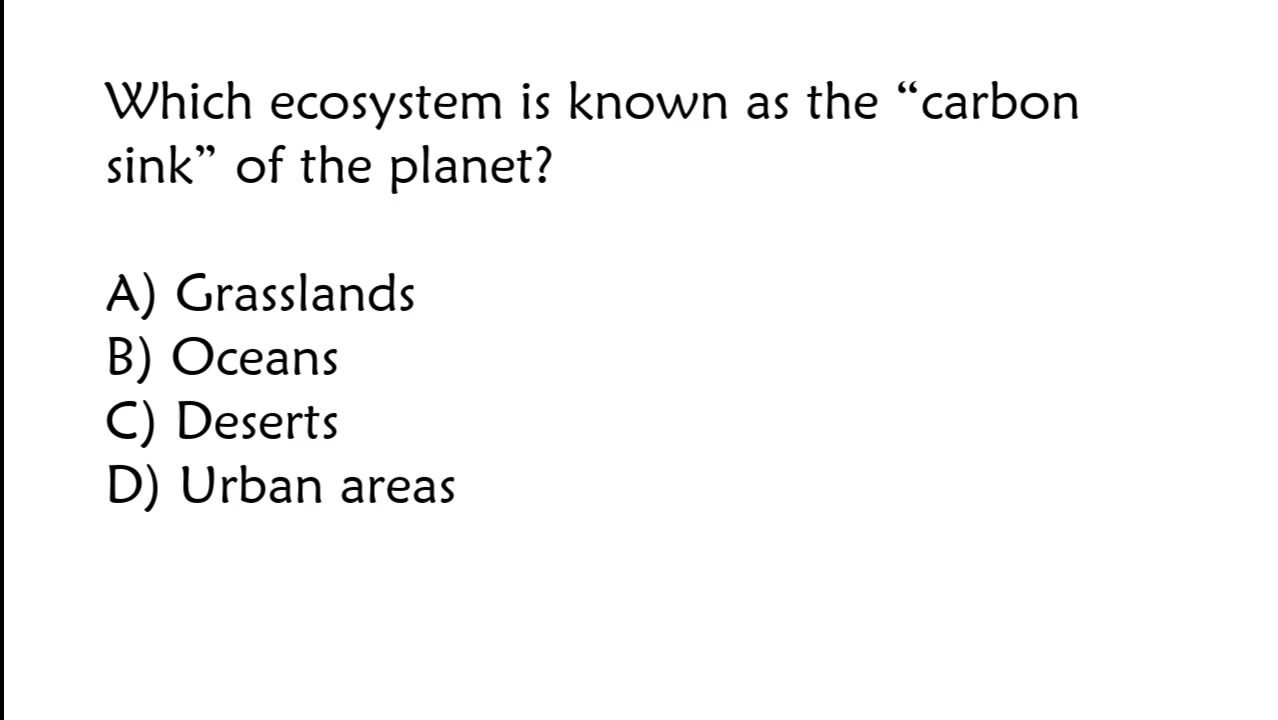 Which ecosystem is known as the “carbon
sink” of the planet?
A) Grasslands
B) Oceans
C) Deserts
D) Urban areas